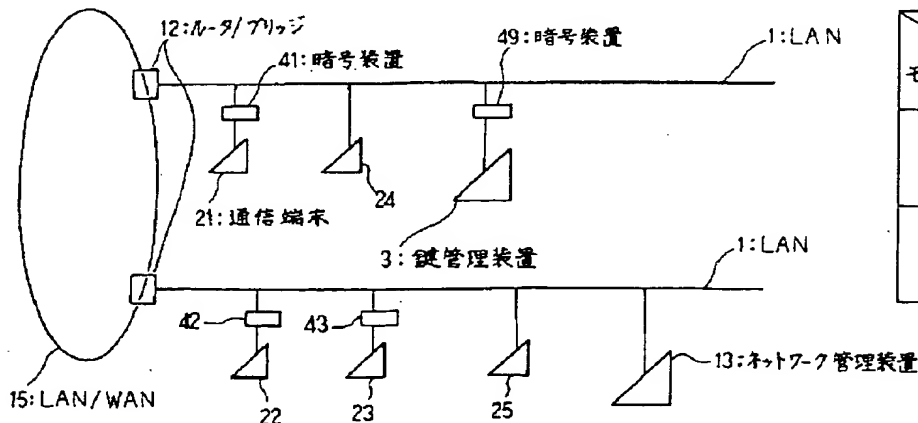 12:ルータ/ブリッジ
41:暗号装置
49:暗号装置
1:LAN
21:通信端末
24
3:鍵管理装置
1:LAN
42
43
13:ネットワーク管理装置
15:LAN/WAN
22
23
25